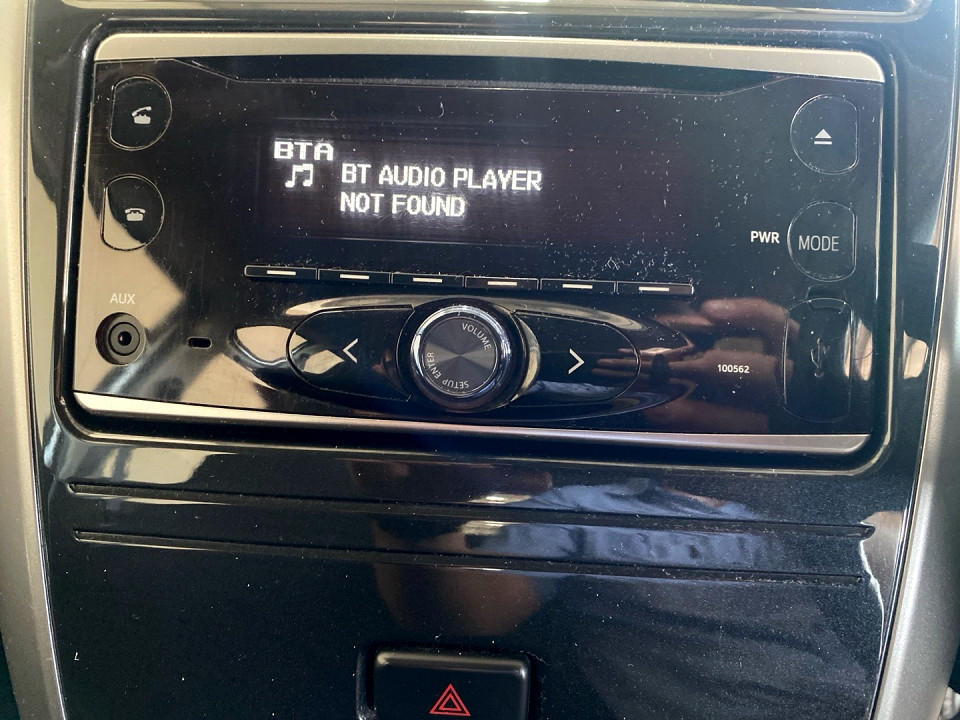 BTA
BT AUDIO PLAYER
NOT FOUND
PWR
MODE
AUX
VOLUME
SETUP ENTER
100562